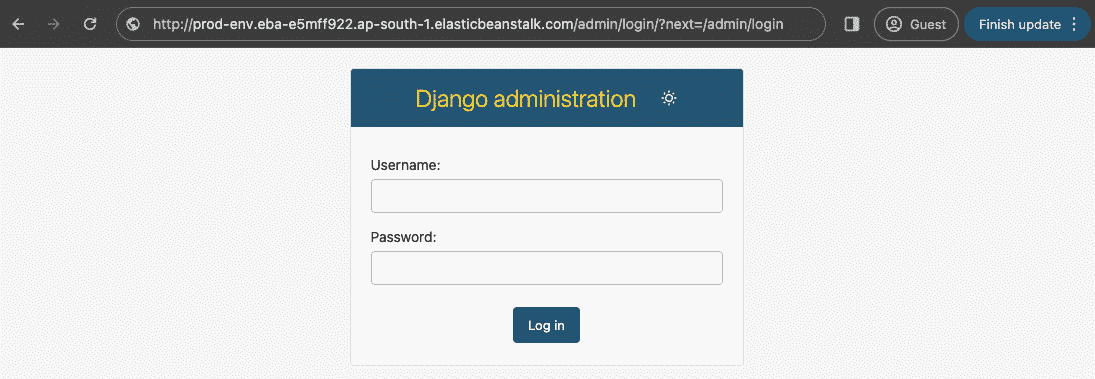 http://prod-env.eba-e5mff922.ap-south-1.elasticbeanstalk.com/admin/login/?next=/admin/login Guest Finish update
Django administration
Username:
Password:
Log in